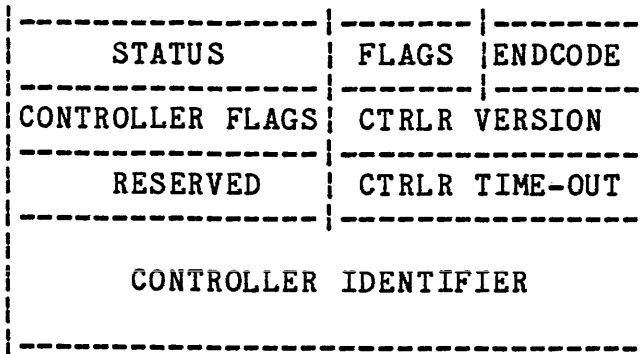 STATUS FLAGS ENDCODE
CONTROLLER FLAGS CTRLR VERSION
RESERVED CTRLR TIME-OUT
CONTROLLER IDENTIFIER